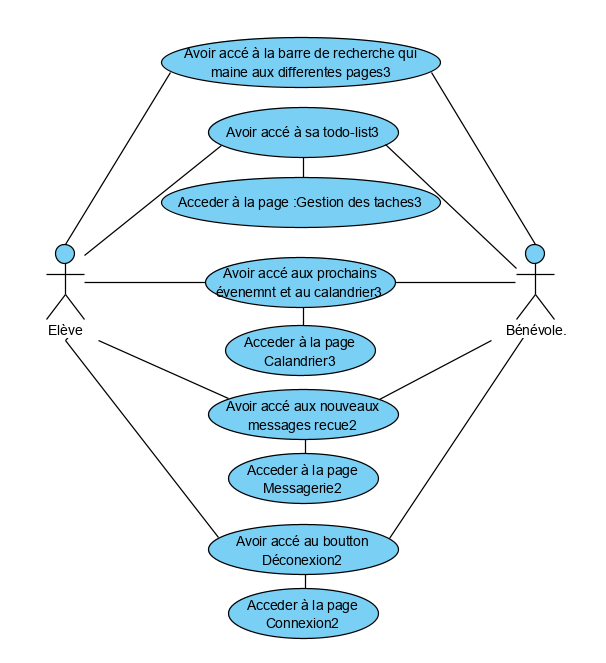 Avoir accé à la barre de recherche qui
maine aux differentes pages3
Avoir accé à sa todo-list3
Acceder à la page :Gestion des taches3
Avoir accé aux prochains
évenemnt et au calandrier3
Elève
Bénévole.
Acceder à la page
Calandrier3
Avoir accé aux nouveaux
messages recue2
Acceder à la page
Messagerie2
Avoir accé au boutton
Déconexion2
Acceder à la page
Connexion2